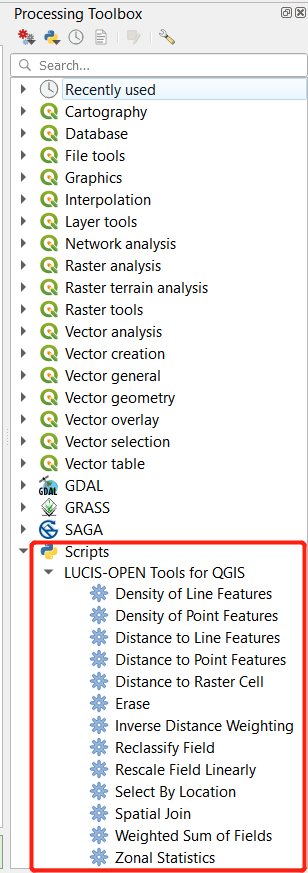 Processing Toolbox
Search...
Recently used
Cartography
Database
File tools
Graphics
Interpolation
Layer tools
Network analysis
Raster analysis
Raster terrain analysis
Raster tools
Vector analysis
Vector creation
Vector general
Vector geometry
Vector overlay
Vector selection
Vector table
GDAL GDAL
GRASS
SAGA
Scripts
LUCIS-OPEN Tools for QGIS
Density of Line Features
Density of Point Features
Distance to Line Features
Distance to Point Features
Distance to Raster Cell
Erase
Inverse Distance Weighting
Reclassify Field
Rescale Field Linearly
Select By Location
Spatial Join
Weighted Sum of Fields
Zonal Statistics